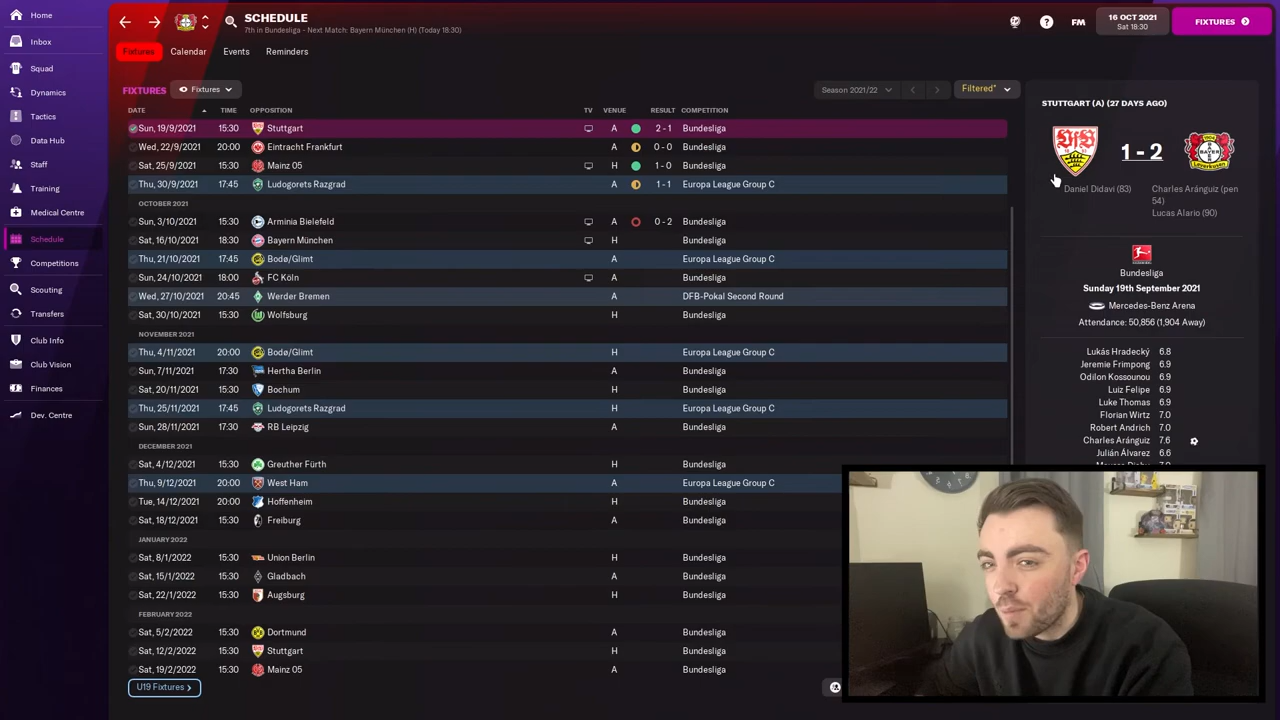 Home
Inbox
Squad
Dynamics
Tactics
Data Hub
Staff
Training
Medical Centre
Schedule
Competitions
Scouting
Transfers
Club Info
Club Vision
Finances
Dev. Centre
SCHEDULE
7th in Bundesliga - Next Match: Bayern München (H) (Today 18:30)
FM
16 OCT 2021
Sat 18:30
FIXTURES
Fixtures Calendar Events Reminders
FIXTURES Fixtures
Season 2021/22
Filtered*
DATE TIME OPPOSITION TV VENUE RESULT COMPETITION
Sun, 19/9/2021 15:30 Stuttgart A 2 - 1 Bundesliga
Wed, 22/9/2021 20:00 Eintracht Frankfurt A 0 - 0 Bundesliga
Sat, 25/9/2021 15:30 Mainz 05 H 1 - 0 Bundesliga
Thu, 30/9/2021 17:45 Ludogorets Razgrad A 1 - 1 Europa League Group C
OCTOBER 2021
Sun, 3/10/2021 15:30 Arminia Bielefeld A 0 - 2 Bundesliga
Sat, 16/10/2021 18:30 Bayern München H Bundesliga
Thu, 21/10/2021 17:45 Bodø/Glimt A Europa League Group C
Sun, 24/10/2021 18:00 FC Köln A Bundesliga
Wed, 27/10/2021 20:45 Werder Bremen A DFB-Pokal Second Round
Sat, 30/10/2021 15:30 Wolfsburg H Bundesliga
NOVEMBER 2021
Thu, 4/11/2021 20:00 Bodø/Glimt H Europa League Group C
Sun, 7/11/2021 17:30 Hertha Berlin A Bundesliga
Sat, 20/11/2021 15:30 Bochum H Bundesliga
Thu, 25/11/2021 17:45 Ludogorets Razgrad H Europa League Group C
Sun, 28/11/2021 17:30 RB Leipzig A Bundesliga
DECEMBER 2021
Sat, 4/12/2021 15:30 Greuther Fürth H Bundesliga
Thu, 9/12/2021 20:00 West Ham A Europa League Group C
Tue, 14/12/2021 20:00 Hoffenheim H Bundesliga
Sat, 18/12/2021 15:30 Freiburg A Bundesliga
JANUARY 2022
Sat, 8/1/2022 15:30 Union Berlin H Bundesliga
Sat, 15/1/2022 15:30 Gladbach A Bundesliga
Sat, 22/1/2022 15:30 Augsburg H Bundesliga
FEBRUARY 2022
Sat, 5/2/2022 15:30 Dortmund A Bundesliga
Sat, 12/2/2022 15:30 Stuttgart H Bundesliga
Sat, 19/2/2022 15:30 Mainz 05 A Bundesliga
U19 Fixtures
STUTTGART (A) (27 DAYS AGO)
1 - 2
Daniel Didavi (83)
Charles Aránguiz (pen
54)
Lucas Alario (90)
Bundesliga
Sunday 19th September 2021
Mercedes-Benz Arena
Attendance: 50,856 (1,904 Away)
Lukás Hradecký 6.8
Jeremie Frimpong 6.9
Odilon Kossounou 6.9
Luiz Felipe 6.9
Luke Thomas 6.9
Florian Wirtz 7.0
Robert Andrich 7.0
Charles Aránguiz 7.6
Julián Álvarez 6.6